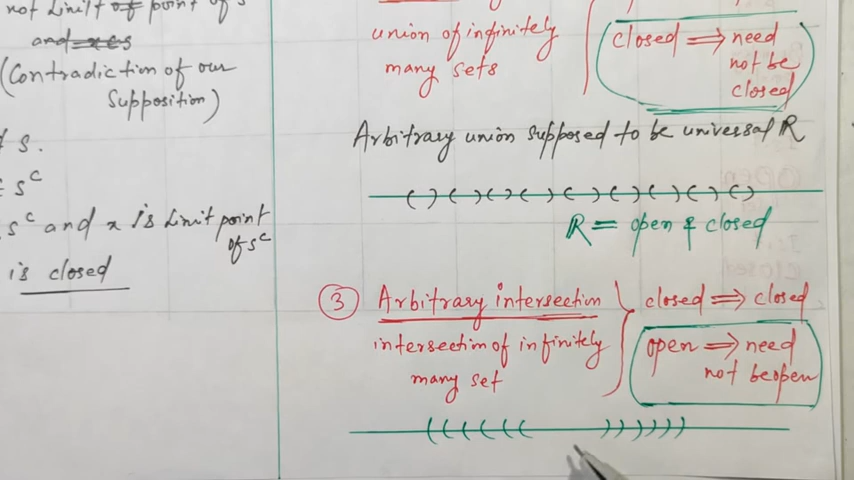 not Limit of point of s
and xes
(Contradiction of our
Supposition)
s.
s^c
s^c and x is Limit point
of s^c
is closed
union of infinitely
many sets
closed ⟹ need
not be
closed
Arbitrary union supposed to be universal R
( ) ( ) ( ) ( ) ( ) ( ) ( ) ( ) ( )
R = open & closed
③ Arbitrary intersection
intersection of infinitely
many set
closed ⟹ closed
open ⟹ need
not be open
( ( ( ( ( ( ) ) ) ) ) )